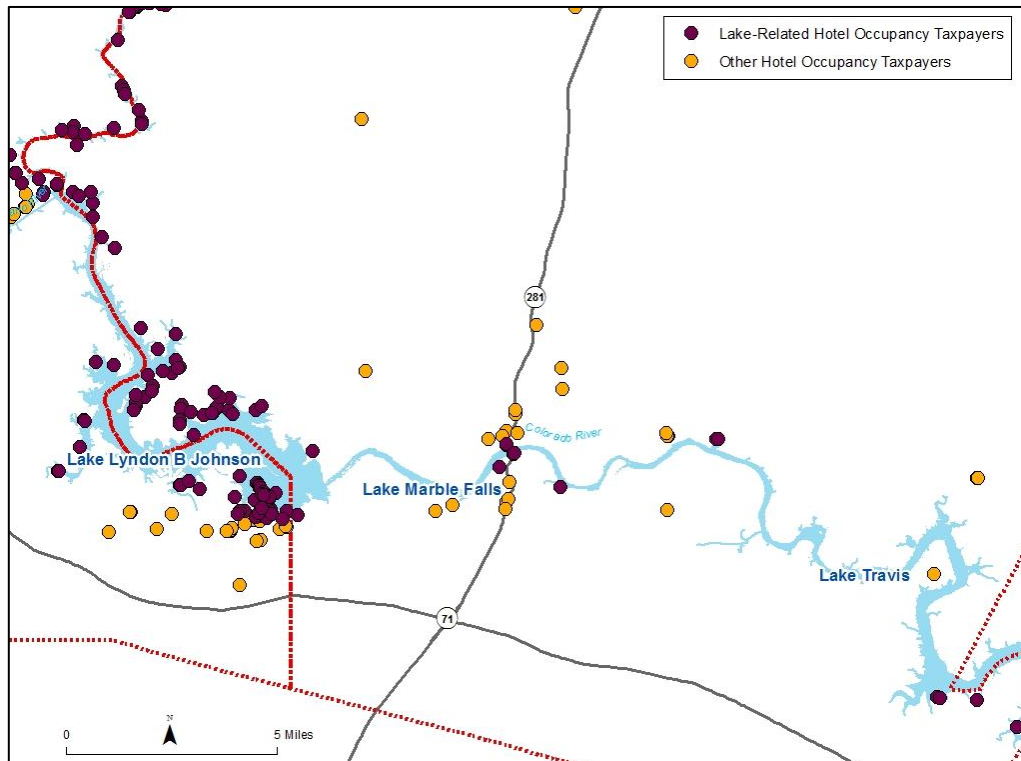 Lake-Related Hotel Occupancy Taxpayers
Other Hotel Occupancy Taxpayers
281
Colorado River
Lake Lyndon B Johnson
Lake Marble Falls
Lake Travis
71
N
0
5 Miles